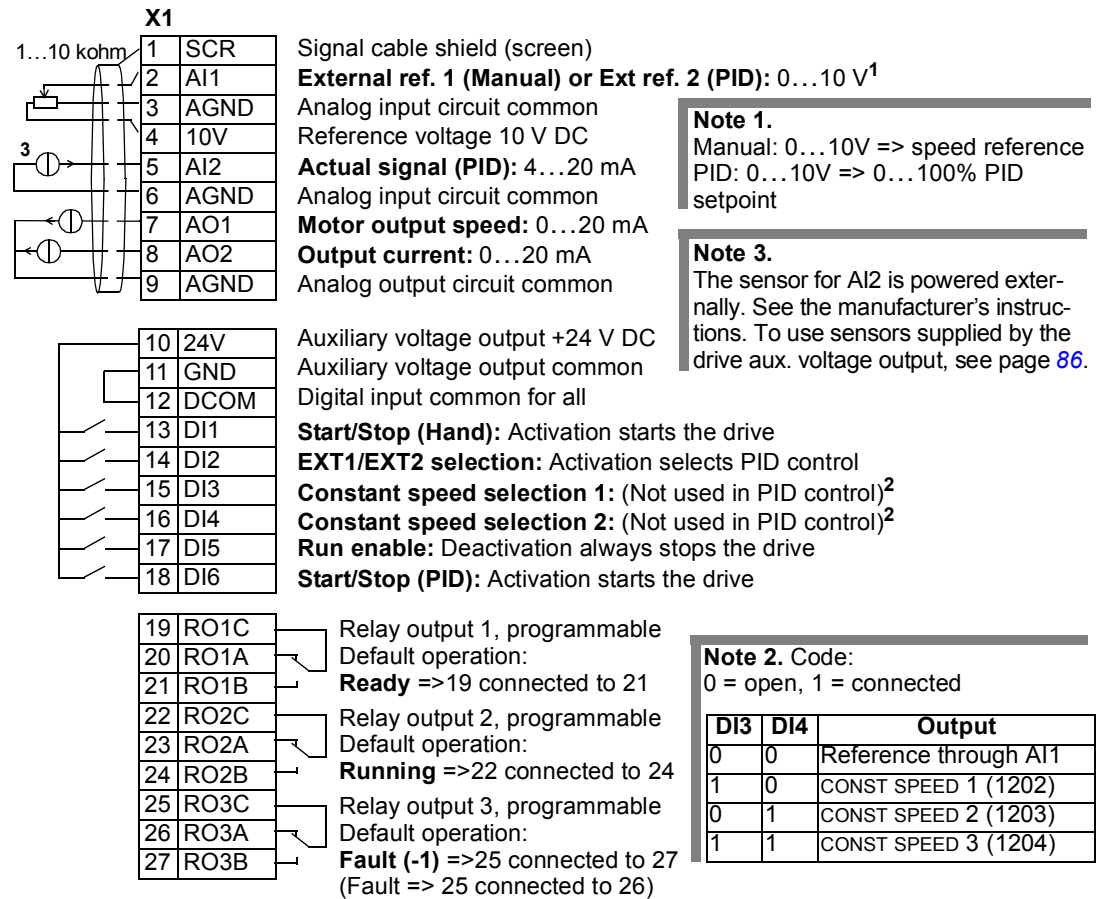 X1
1…10 kohm
1 SCR Signal cable shield (screen)
2 AI1 External ref. 1 (Manual) or Ext ref. 2 (PID): 0…10 V1
3 AGND Analog input circuit common
4 10V Reference voltage 10 V DC
3
5 AI2 Actual signal (PID): 4…20 mA
6 AGND Analog input circuit common
7 AO1 Motor output speed: 0…20 mA
8 AO2 Output current: 0…20 mA
9 AGND Analog output circuit common
Note 1.
Manual: 0…10V => speed reference
PID: 0…10V => 0…100% PID
setpoint
Note 3.
The sensor for AI2 is powered exter-
nally. See the manufacturer’s instruc-
tions. To use sensors supplied by the
drive aux. voltage output, see page 86.
10 24V Auxiliary voltage output +24 V DC
11 GND Auxiliary voltage output common
12 DCOM Digital input common for all
13 DI1 Start/Stop (Hand): Activation starts the drive
14 DI2 EXT1/EXT2 selection: Activation selects PID control
15 DI3 Constant speed selection 1: (Not used in PID control)2
16 DI4 Constant speed selection 2: (Not used in PID control)2
17 DI5 Run enable: Deactivation always stops the drive
18 DI6 Start/Stop (PID): Activation starts the drive
19 RO1C Relay output 1, programmable
20 RO1A Default operation:
21 RO1B Ready =>19 connected to 21
22 RO2C Relay output 2, programmable
23 RO2A Default operation:
24 RO2B Running =>22 connected to 24
25 RO3C Relay output 3, programmable
26 RO3A Default operation:
27 RO3B Fault (-1) =>25 connected to 27
(Fault => 25 connected to 26)
Note 2. Code:
0 = open, 1 = connected
DI3 DI4 Output
0 0 Reference through AI1
1 0 CONST SPEED 1 (1202)
0 1 CONST SPEED 2 (1203)
1 1 CONST SPEED 3 (1204)